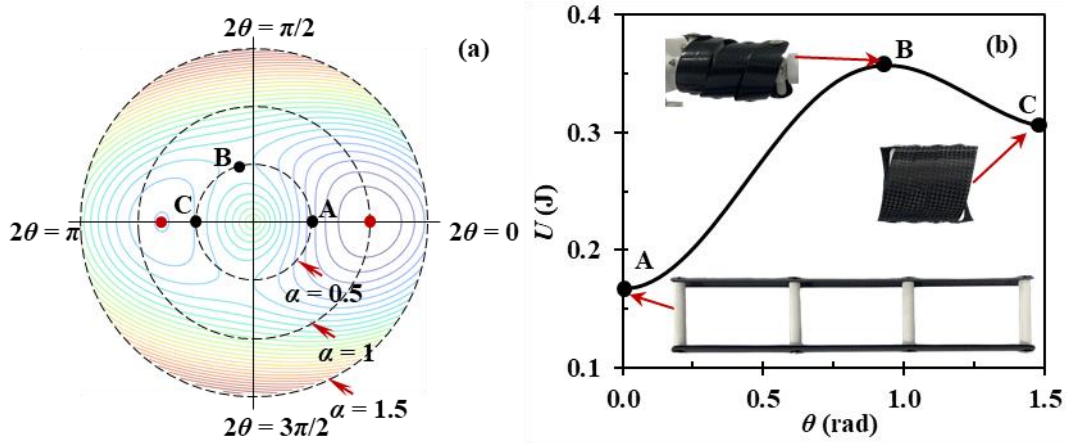 2θ = π/2
(a)
B
C
A
2θ = π
2θ = 0
α = 0.5
α = 1
α = 1.5
2θ = 3π/2
(b)
U (J)
0.4
0.3
0.2
0.1
B
C
A
0.0
0.5
1.0
1.5
θ (rad)